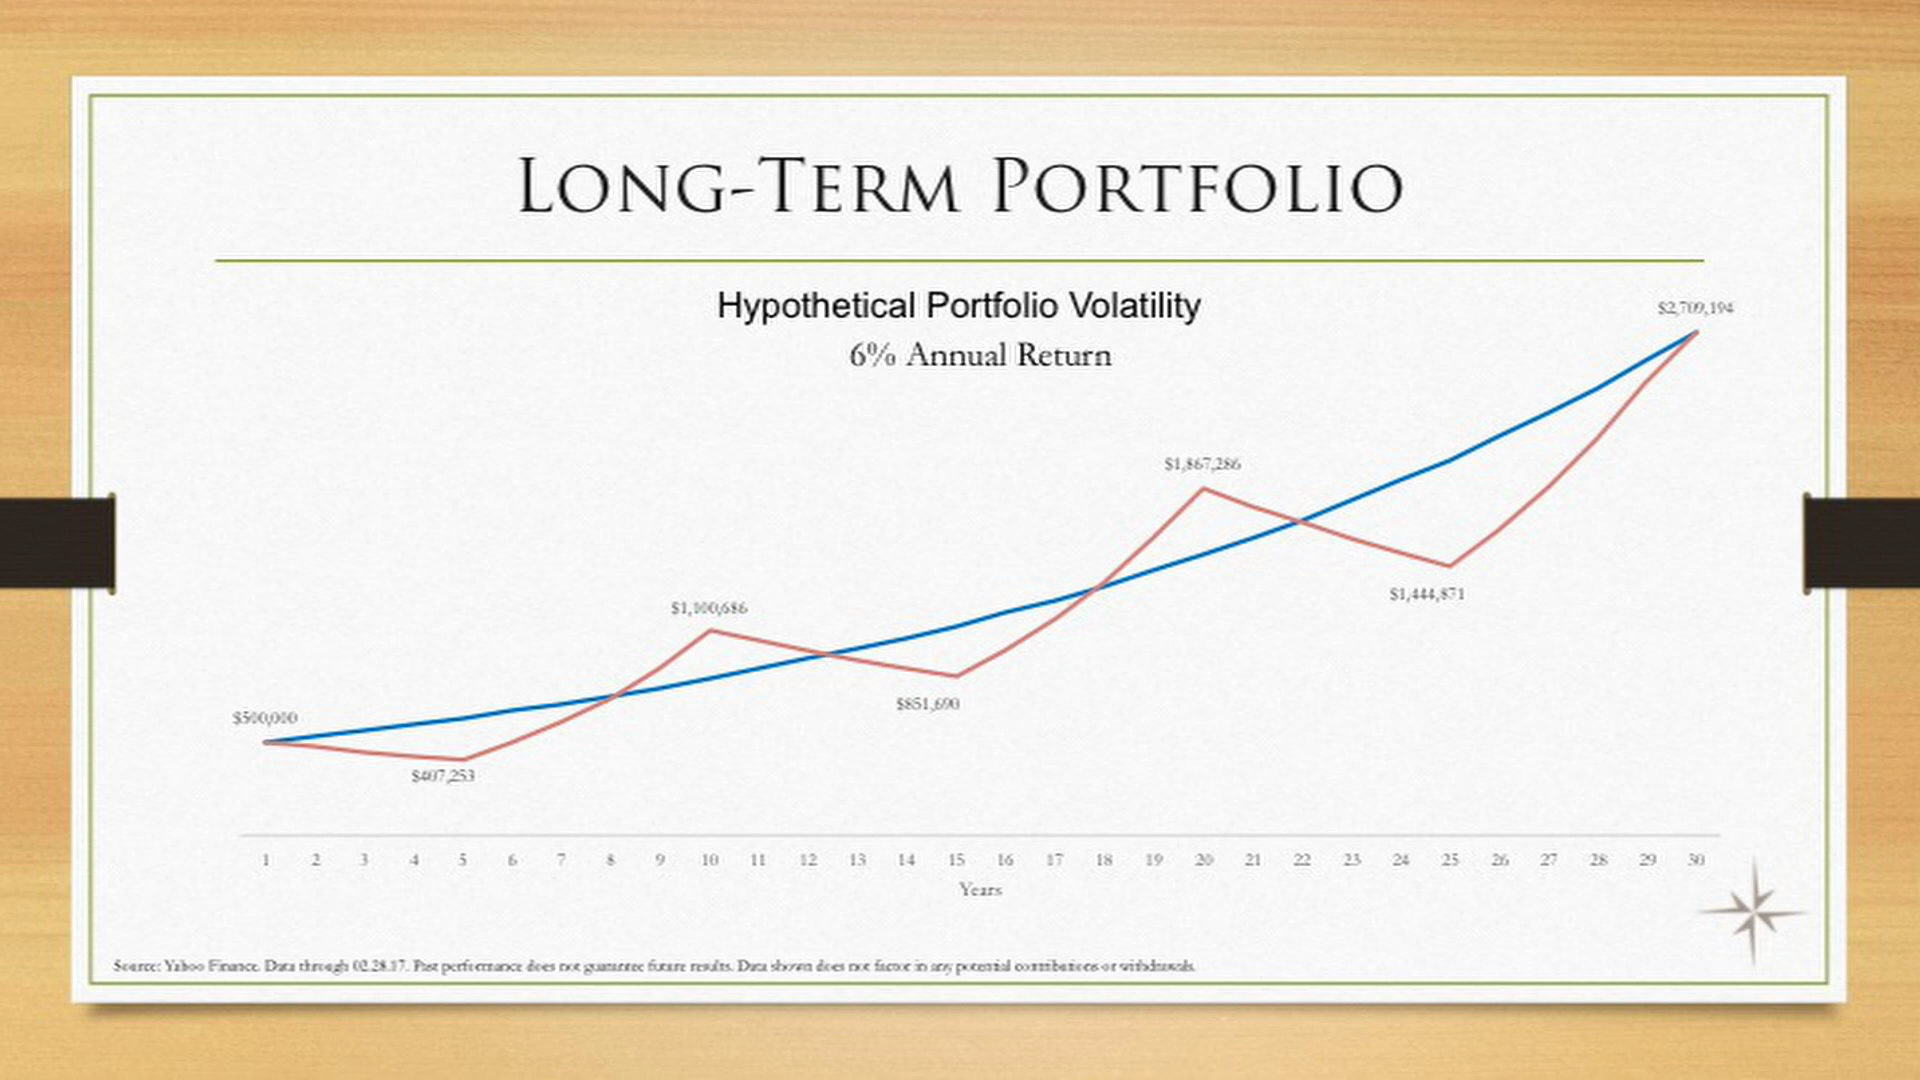 LONG-TERM PORTFOLIO
Hypothetical Portfolio Volatility
6% Annual Return
$2,709,194
$1,867,286
$1,444,871
$1,100,686
$851,690
$500,000
$407,253
1 2 3 4 5 6 7 8 9 10 11 12 13 14 15 16 17 18 19 20 21 22 23 24 25 26 27 28 29 30
Years
Source: Yahoo Finance. Data through 02.28.17. Past performance does not guarantee future results. Data shown does not factor in any potential contributions or withdrawals.